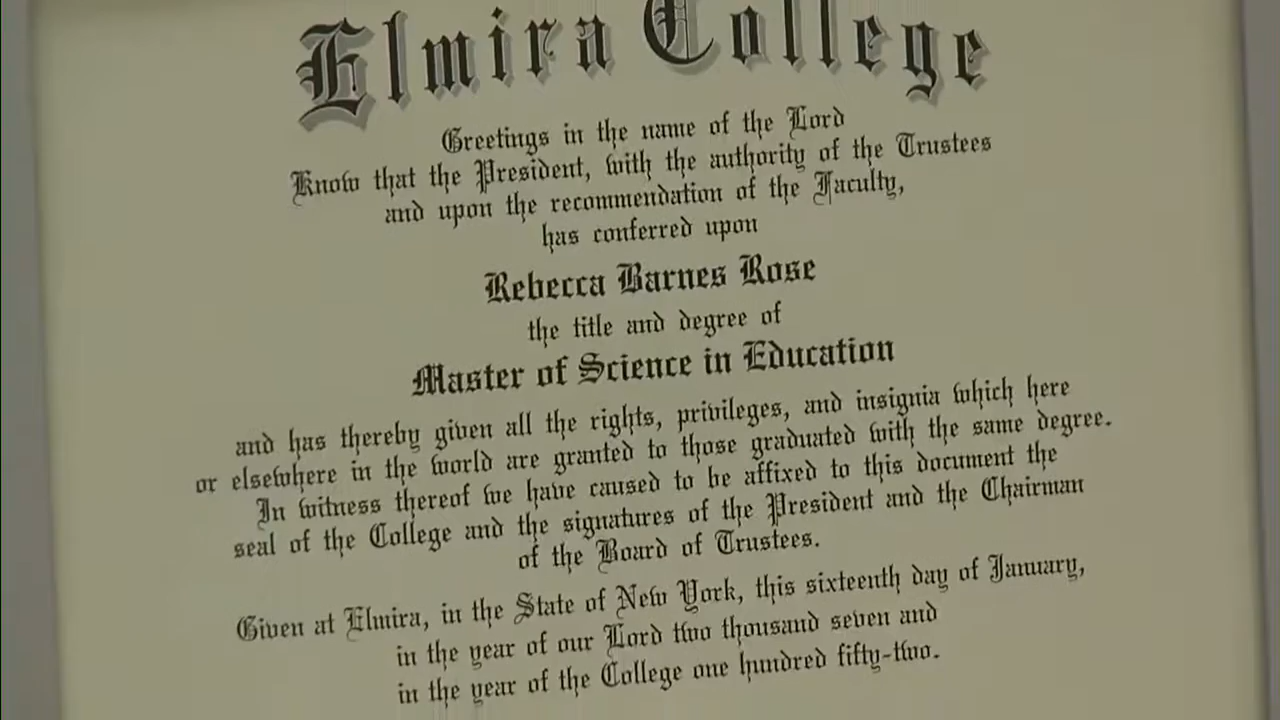 Elmira College
Greetings in the name of the Lord
Know that the President, with the authority of the Trustees
and upon the recommendation of the Faculty,
has conferred upon
Rebecca Barnes Rose
the title and degree of
Master of Science in Education
and has thereby given all the rights, privileges, and insignia which here
or elsewhere in the world are granted to those graduated with the same degree.
In witness thereof we have caused to be affixed to this document the
seal of the College and the signatures of the President and the Chairman
of the Board of Trustees.
Given at Elmira, in the State of New York, this sixteenth day of January,
in the year of our Lord two thousand seven and
in the year of the College one hundred fifty-two.